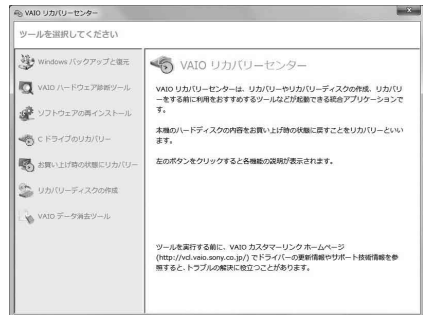 VAIO リカバリーセンター
ツールを選択してください
Windows バックアップと復元
VAIO ハードウェア診断ツール
ソフトウェアの再インストール
C ドライブのリカバリー
お買い上げ時の状態にリカバリー
リカバリーディスクの作成
VAIO データ消去ツール
VAIO リカバリーセンター
VAIO リカバリーセンターは、リカバリーやリカバリーディスクの作成、リカバリ
ーをする前に利用をおすすめするツールなどが起動できる統合アプリケーションで
す。
本機のハードディスクの内容をお買い上げ時の状態に戻すことをリカバリーといい
ます。
左のボタンをクリックすると各機能の説明が表示されます。
ツールを実行する前に、VAIO カスタマーリンク ホームページ
(http://vcl.vaio.sony.co.jp/) でドライバーの更新情報やサポート技術情報を参
照すると、トラブルの解決に役立つことがあります。